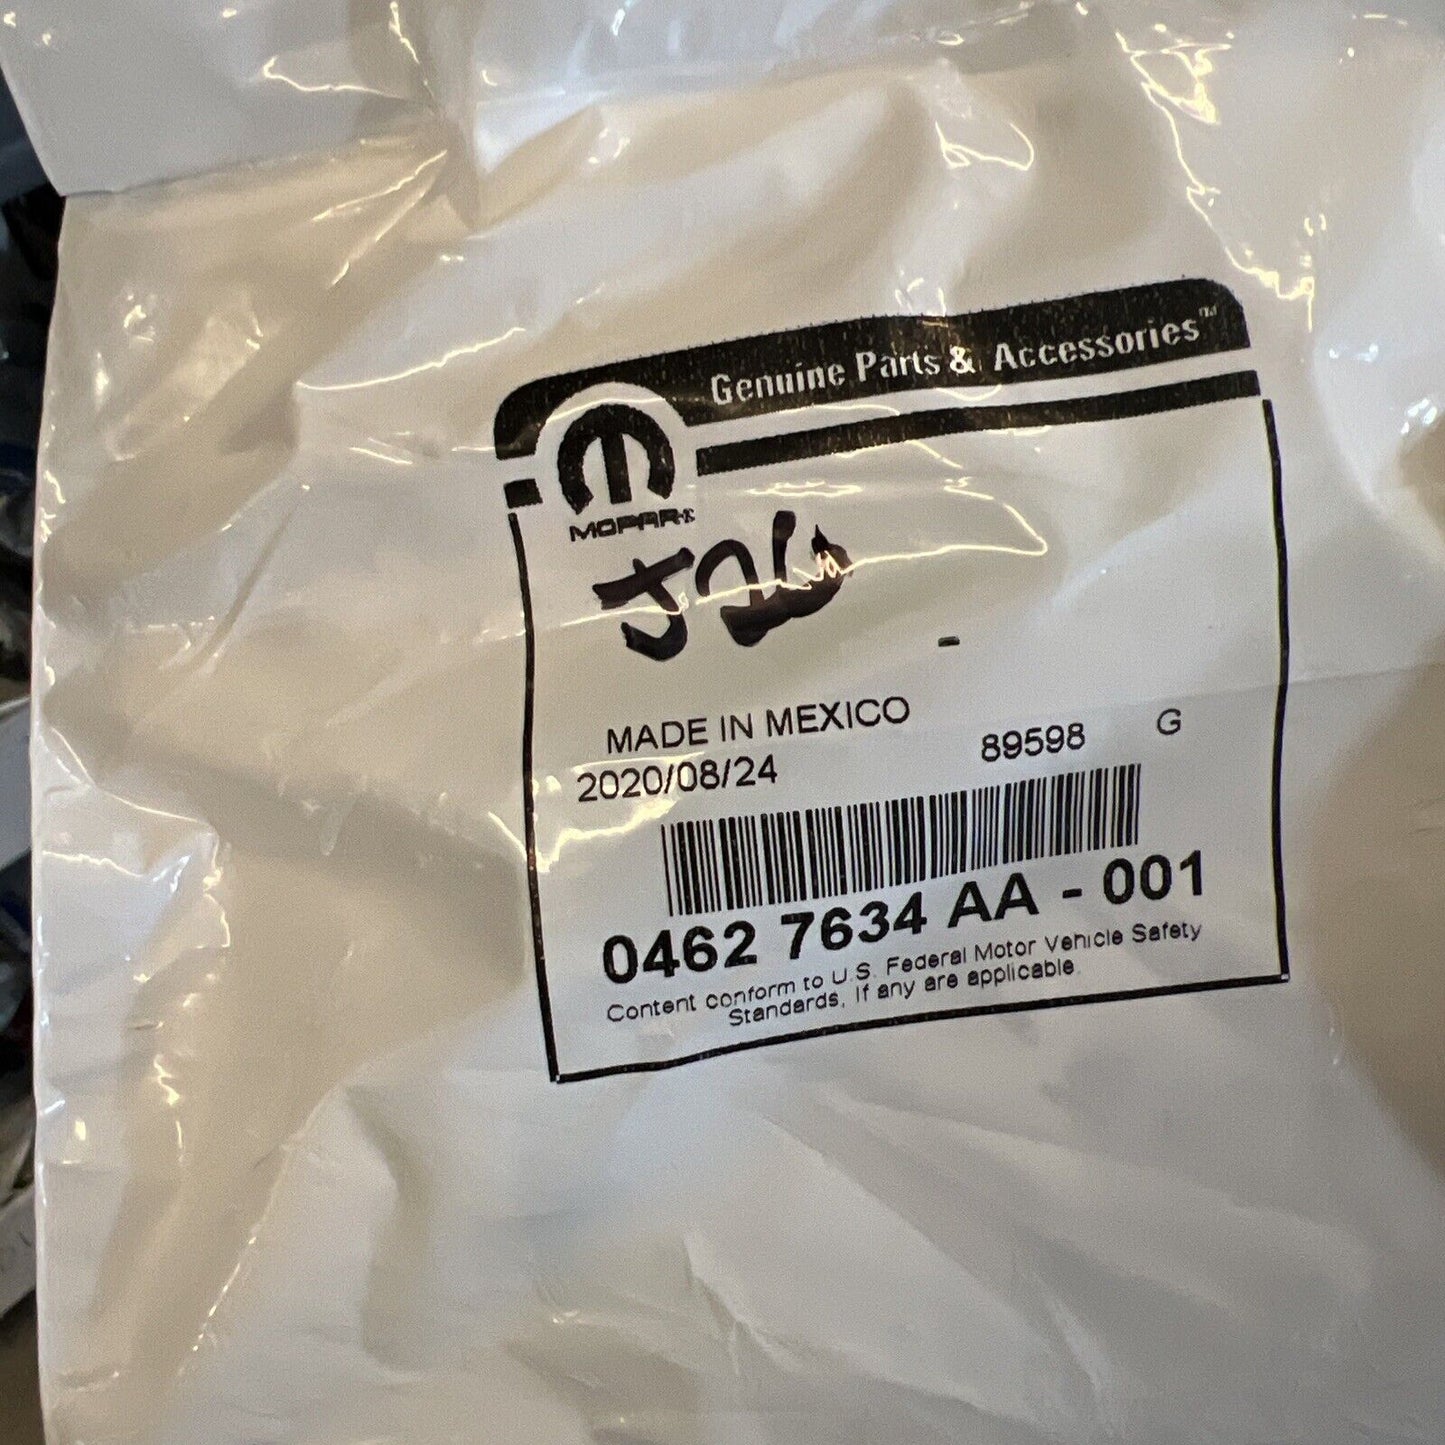 Genuine Parts & Accessories™
MOPAR®
J26
-
MADE IN MEXICO
2020/08/24 89598 G
0462 7634 AA - 001
Content conform to U.S. Federal Motor Vehicle Safety
Standards, If any are applicable.